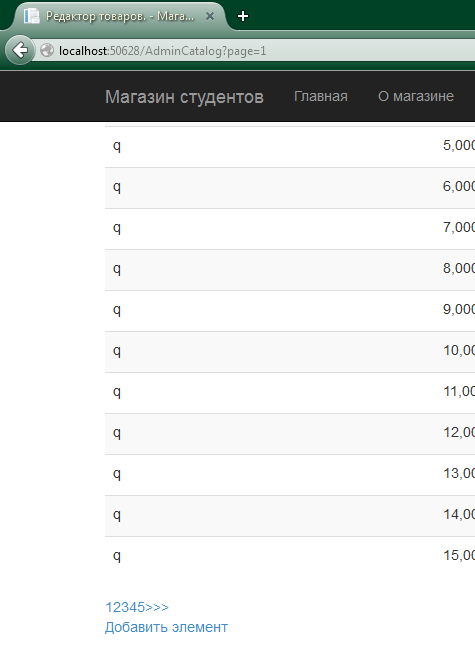 Редактор товаров. - Мага...
localhost:50628/AdminCatalog?page=1
Магазин студентов Главная О магазине
q 5,000
q 6,000
q 7,000
q 8,000
q 9,000
q 10,00
q 11,00
q 12,00
q 13,00
q 14,00
q 15,00
12345>>>
Добавить элемент